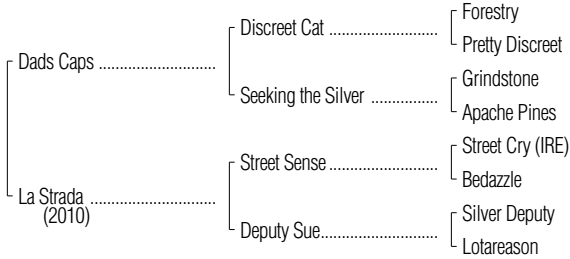 Forestry
Discreet Cat ......................
Pretty Discreet
Dads Caps ........................
Grindstone
Seeking the Silver ..............
Apache Pines
Street Cry (IRE)
Street Sense ......................
Bedazzle
La Strada ..........................
(2010)
Silver Deputy
Deputy Sue........................
Lotareason